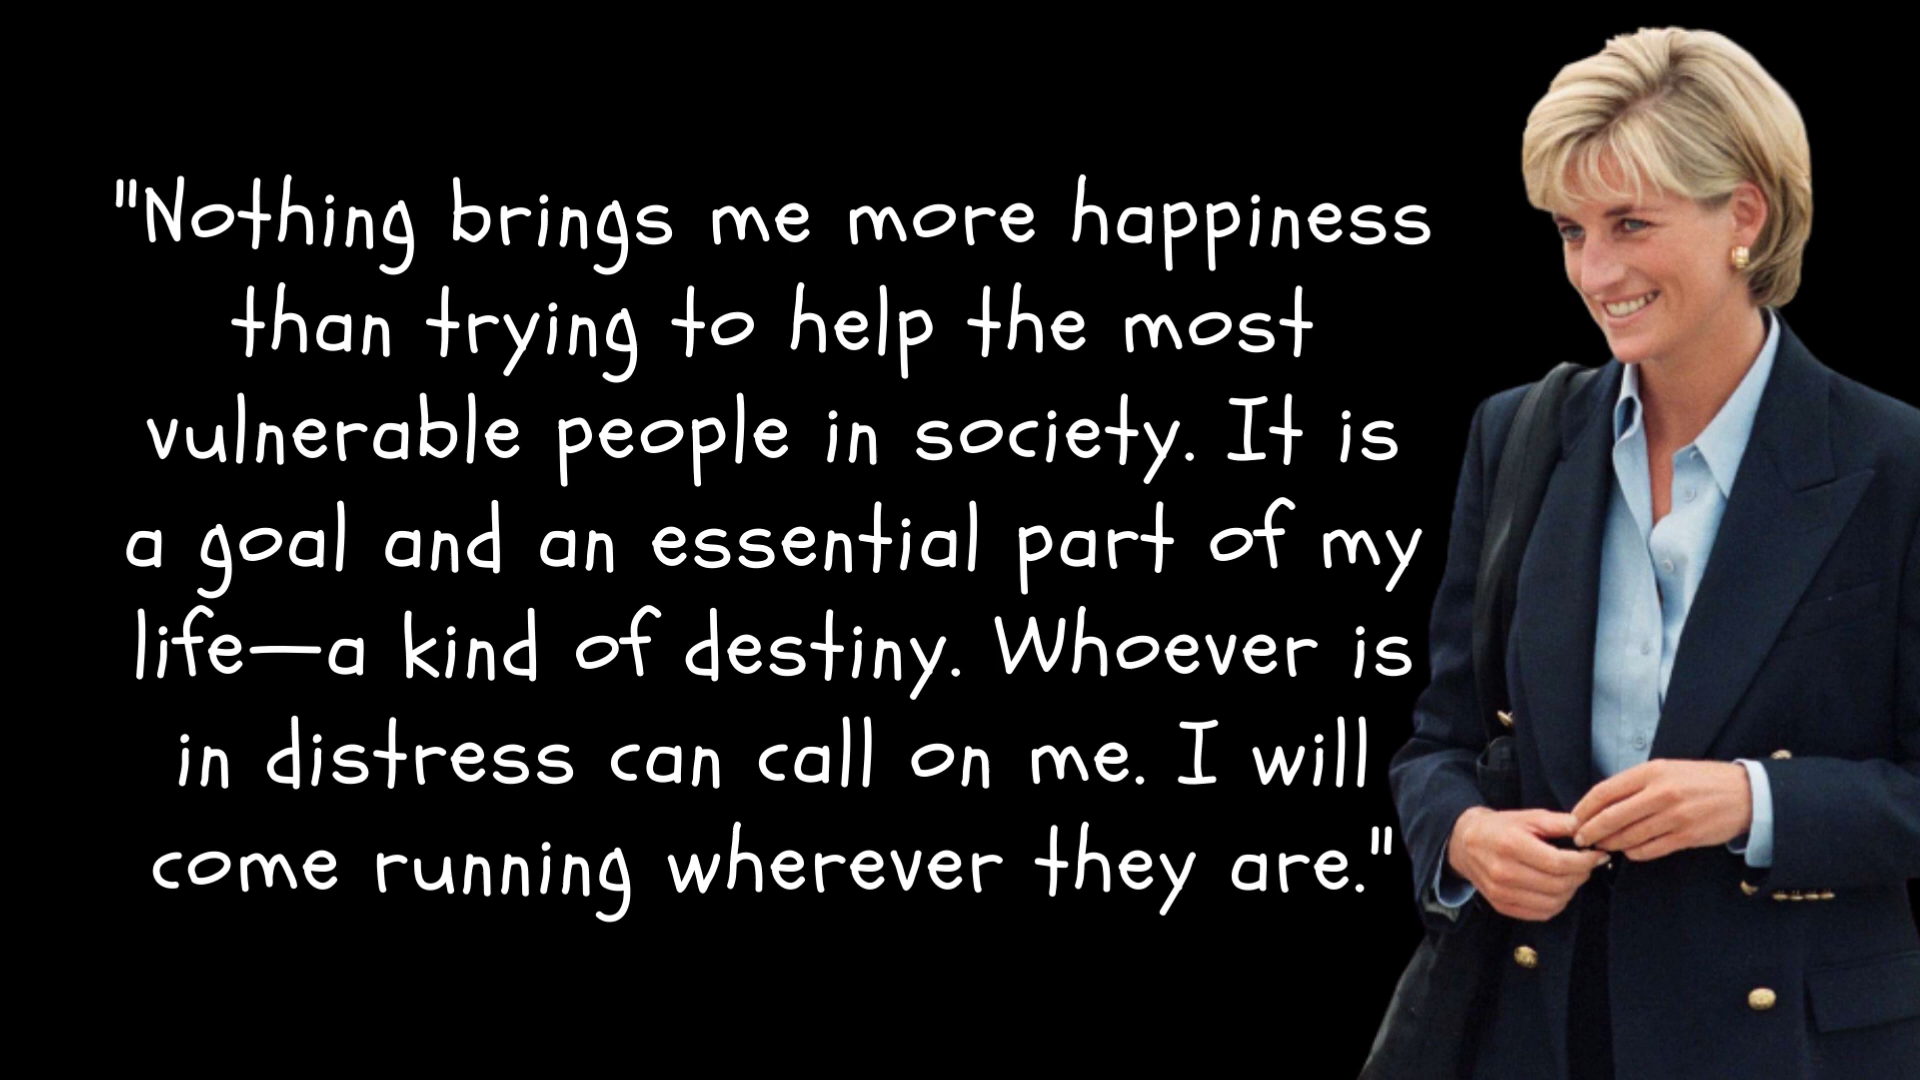 "Nothing brings me more happiness
than trying to help the most
vulnerable people in society. It is
a goal and an essential part of my
life—a kind of destiny. Whoever is
in distress can call on me. I will
come running wherever they are."